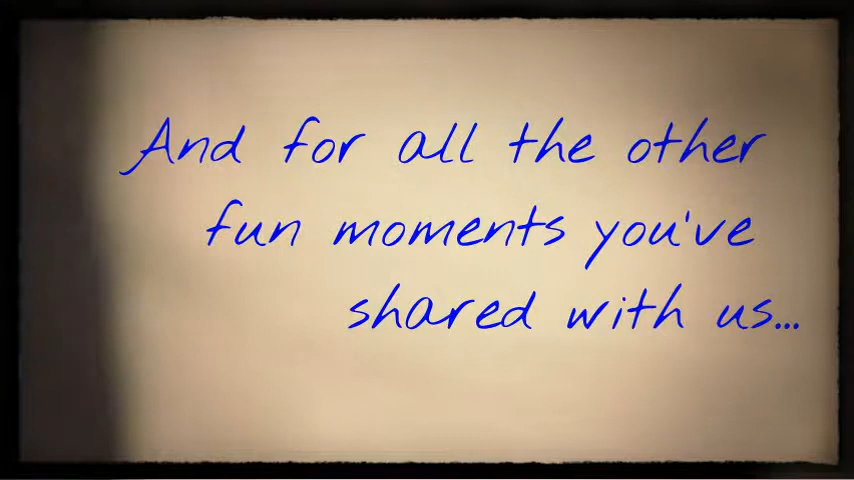 And for all the other
fun moments you've
shared with us...